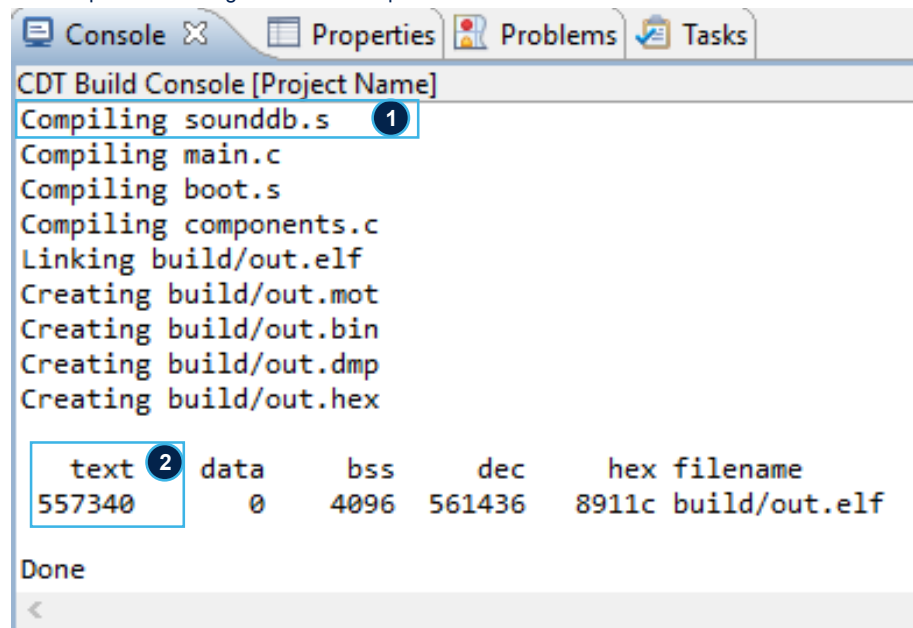 Console Properties Problems Tasks
CDT Build Console [Project Name]
Compiling sounddb.s 1
Compiling main.c
Compiling boot.s
Compiling components.c
Linking build/out.elf
Creating build/out.mot
Creating build/out.bin
Creating build/out.dmp
Creating build/out.hex
text 2 data bss dec hex filename
557340 0 4096 561436 8911c build/out.elf
Done